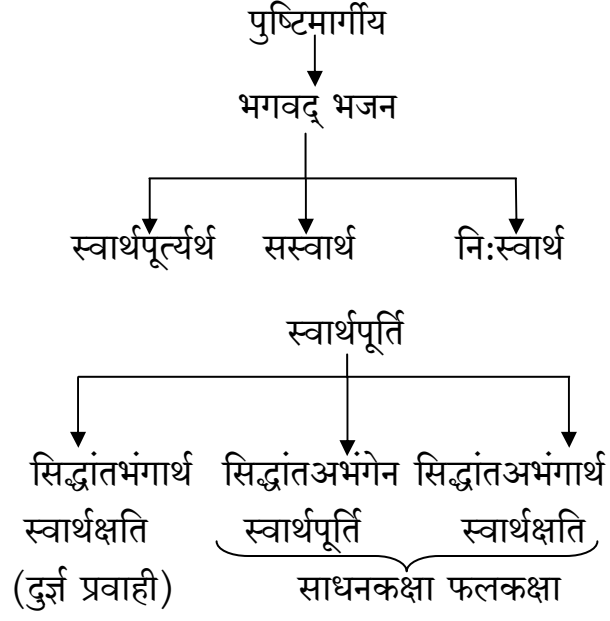 पुष्टिमार्गीय
भगवद् भजन
स्वार्थपूर्त्यर्थ सस्वार्थ नि:स्वार्थ
स्वार्थपूर्ति
सिद्धांतभंगार्थ सिद्धांतअभंगेन सिद्धांतअभंगार्थ
स्वार्थक्षति स्वार्थपूर्ति स्वार्थक्षति
(दुर्ज्ञ प्रवाही) साधनकक्षा फलकक्षा